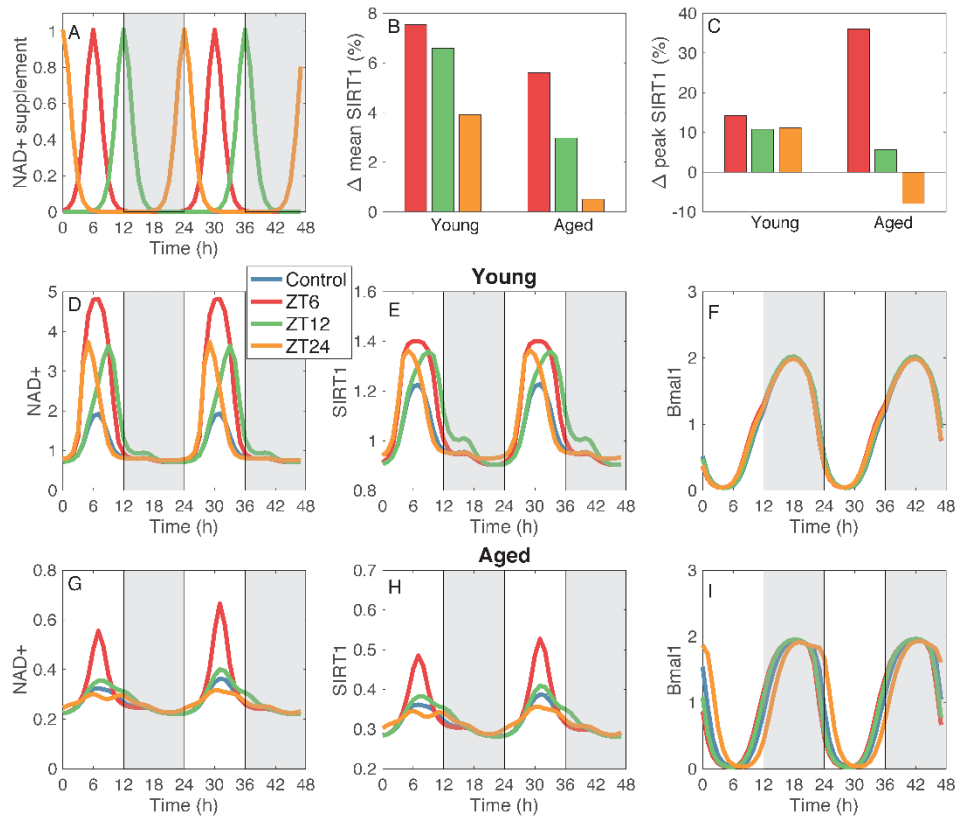 A
NAD+ supplement
1
0.8
0.6
0.4
0.2
0
0 6 12 18 24 30 36 42 48
Time (h)
B
Δ mean SIRT1 (%)
8
6
4
2
0
Young Aged
C
Δ peak SIRT1 (%)
40
30
20
10
0
-10
Young Aged
Control
ZT6
ZT12
ZT24
Young
D
NAD+
5
4
3
2
1
0
0 6 12 18 24 30 36 42 48
Time (h)
E
SIRT1
1.6
1.4
1.2
1
0.8
0 6 12 18 24 30 36 42 48
Time (h)
F
Bmal1
3
2
1
0
0 6 12 18 24 30 36 42 48
Time (h)
Aged
G
NAD+
0.8
0.6
0.4
0.2
0
0 6 12 18 24 30 36 42 48
Time (h)
H
SIRT1
0.7
0.6
0.5
0.4
0.3
0.2
0 6 12 18 24 30 36 42 48
Time (h)
I
Bmal1
3
2
1
0
0 6 12 18 24 30 36 42 48
Time (h)